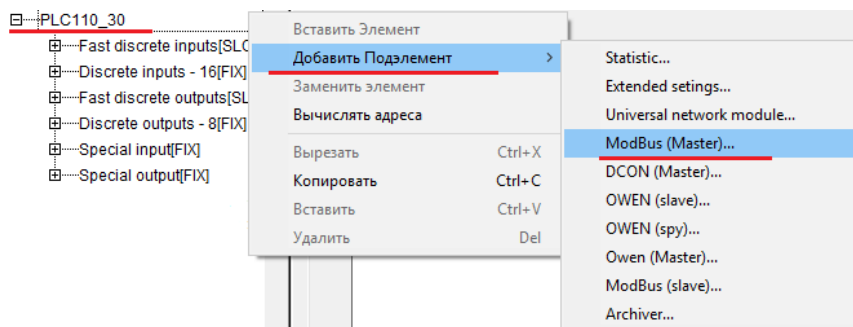 PLC110_30
Fast discrete inputs[SLO
Discrete inputs - 16[FIX]
Fast discrete outputs[SL
Discrete outputs - 8[FIX]
Special input[FIX]
Special output[FIX]
Вставить Элемент
Добавить Подэлемент
Заменить элемент
Вычислять адреса
Вырезать Ctrl+X
Копировать Ctrl+C
Вставить Ctrl+V
Удалить Del
Statistic...
Extended setings...
Universal network module...
ModBus (Master)...
DCON (Master)...
OWEN (slave)...
OWEN (spy)...
Owen (Master)...
ModBus (slave)...
Archiver...